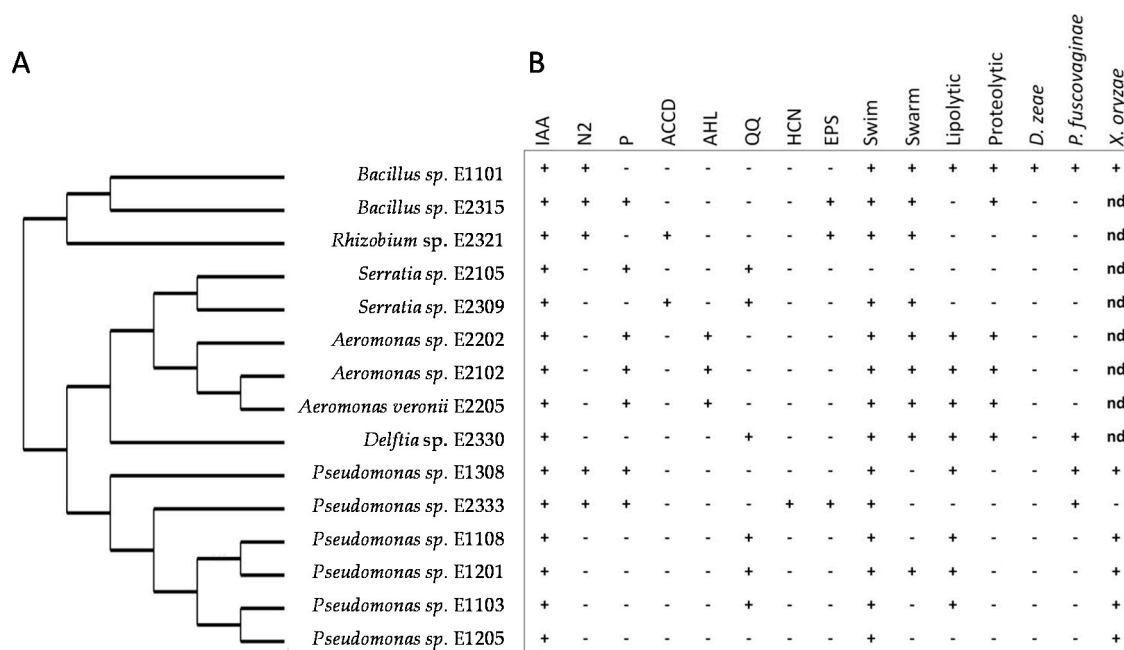 A
B
IAA N2 P ACCD AHL QQ HCN EPS Swim Swarm Lipolytic Proteolytic D. zeae P. fuscovaginae X. oryzae
Bacillus sp. E1101 + + - - - - - - + + + + + + +
Bacillus sp. E2315 + + + - - - - + + + - + - - nd
Rhizobium sp. E2321 + + - + - - - + + + - - - - nd
Serratia sp. E2105 + - + - - + - - - - - - - - nd
Serratia sp. E2309 + - - + - + - - + + - - - - nd
Aeromonas sp. E2202 + - + - + - - - + + + + - - nd
Aeromonas sp. E2102 + - + - + - - - + + + + - - nd
Aeromonas veronii E2205 + - + - + - - - + + + + - - nd
Delftia sp. E2330 + - - - - + - - + + + + - + nd
Pseudomonas sp. E1308 + + + - - - - - + - + - - + +
Pseudomonas sp. E2333 + + + - - - + + + - - - - + -
Pseudomonas sp. E1108 + - - - - + - - + - + - - - +
Pseudomonas sp. E1201 + - - - - + - - + + + - - - +
Pseudomonas sp. E1103 + - - - - + - - + - + - - - +
Pseudomonas sp. E1205 + - - - - - - - + - - - - - +